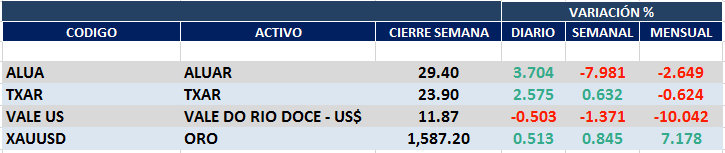 VARIACIÓN %
CODIGO ACTIVO CIERRE SEMANA DIARIO SEMANAL MENSUAL
ALUA ALUAR 29.40 3.704 -7.981 -2.649
TXAR TXAR 23.90 2.575 0.632 -0.624
VALE US VALE DO RIO DOCE - US$ 11.87 -0.503 -1.371 -10.042
XAUUSD ORO 1,587.20 0.513 0.845 7.178